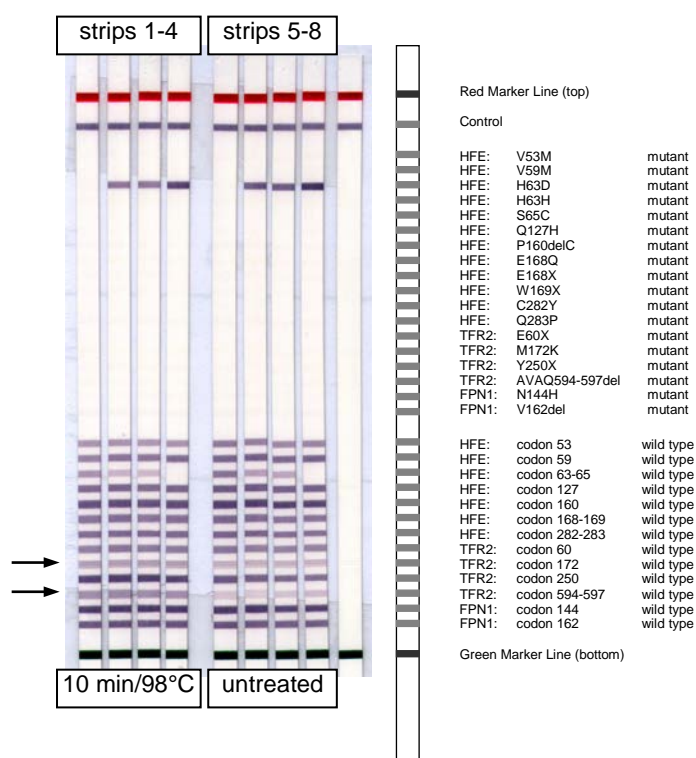 strips 1-4 strips 5-8
Red Marker Line (top)
Control
HFE: V53M mutant
HFE: V59M mutant
HFE: H63D mutant
HFE: H63H mutant
HFE: S65C mutant
HFE: Q127H mutant
HFE: P160delC mutant
HFE: E168Q mutant
HFE: E168X mutant
HFE: W169X mutant
HFE: C282Y mutant
HFE: Q283P mutant
TFR2: E60X mutant
TFR2: M172K mutant
TFR2: Y250X mutant
TFR2: AVAQ594-597del mutant
FPN1: N144H mutant
FPN1: V162del mutant
HFE: codon 53 wild type
HFE: codon 59 wild type
HFE: codon 63-65 wild type
HFE: codon 127 wild type
HFE: codon 160 wild type
HFE: codon 168-169 wild type
HFE: codon 282-283 wild type
TFR2: codon 60 wild type
TFR2: codon 172 wild type
TFR2: codon 250 wild type
TFR2: codon 594-597 wild type
FPN1: codon 144 wild type
FPN1: codon 162 wild type
Green Marker Line (bottom)
10 min/98°C untreated